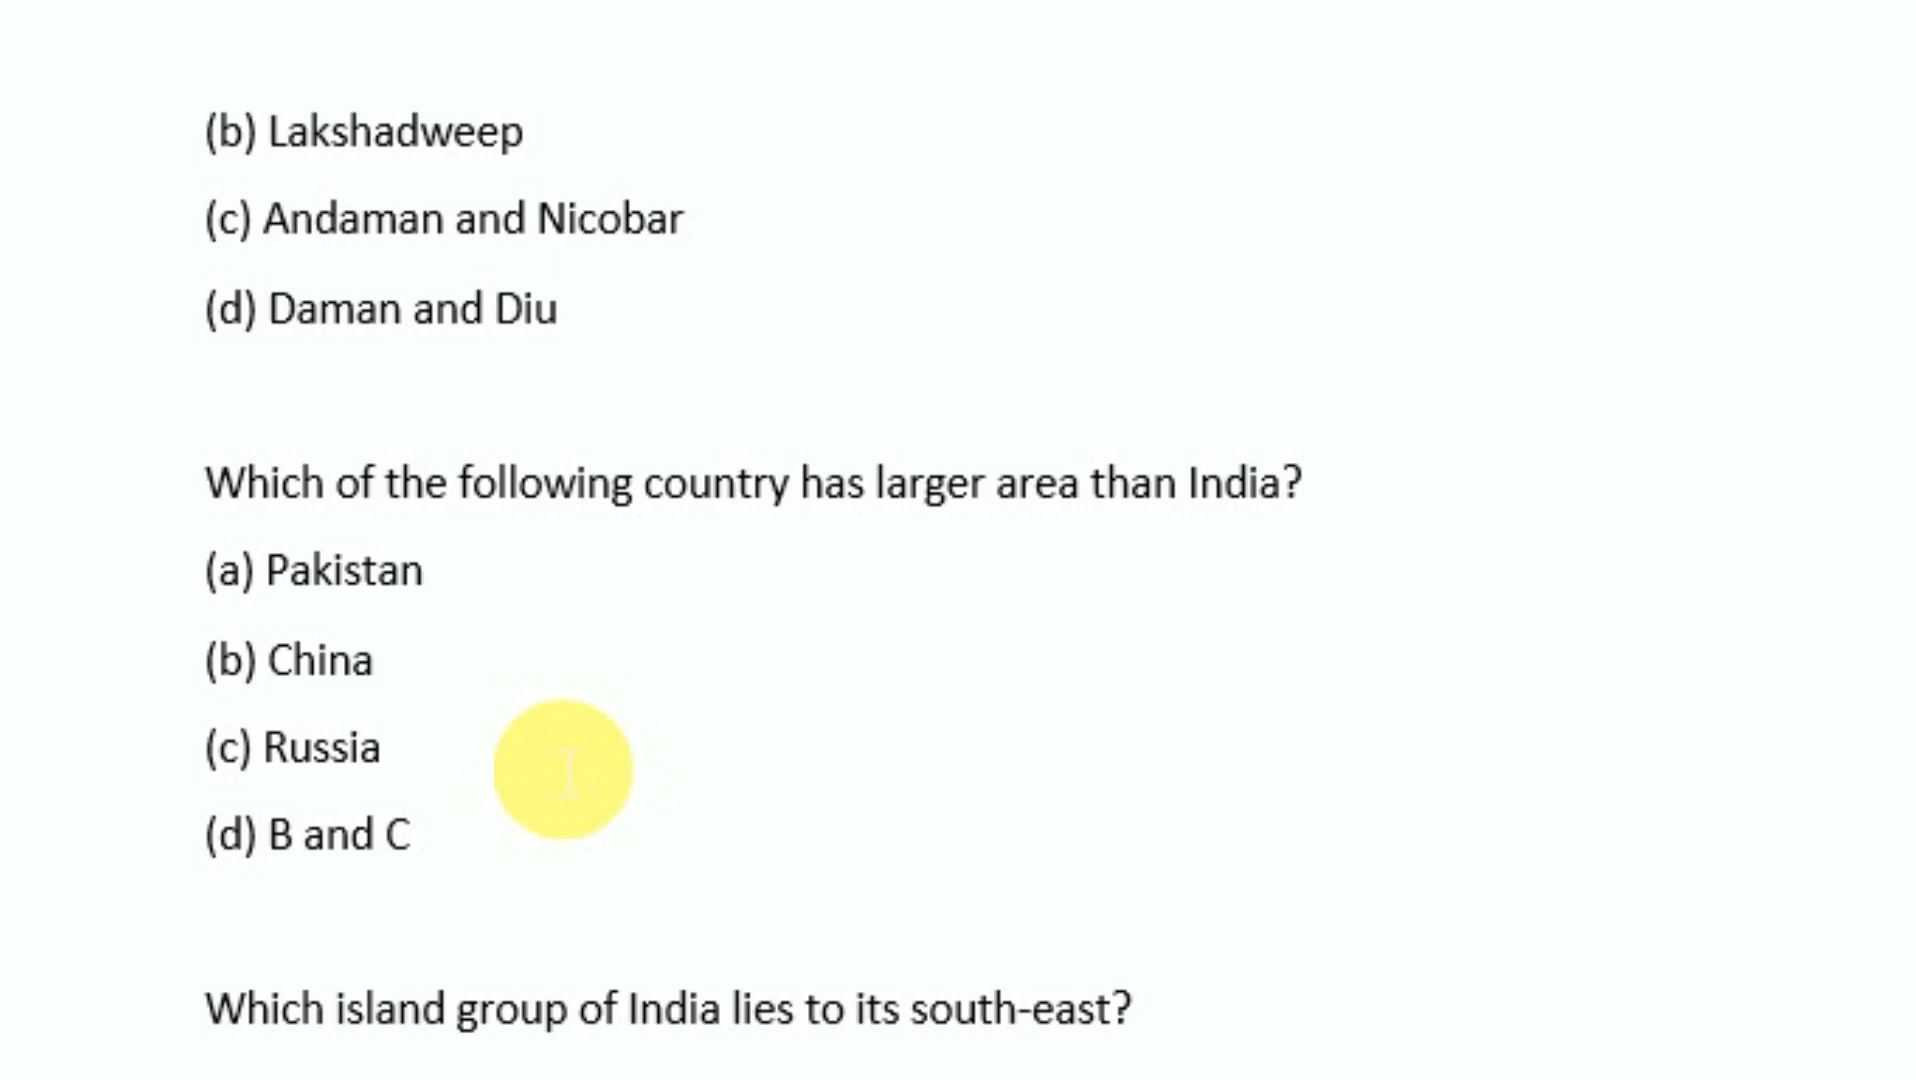 (b) Lakshadweep
(c) Andaman and Nicobar
(d) Daman and Diu
Which of the following country has larger area than India?
(a) Pakistan
(b) China
(c) Russia
(d) B and C
Which island group of India lies to its south-east?